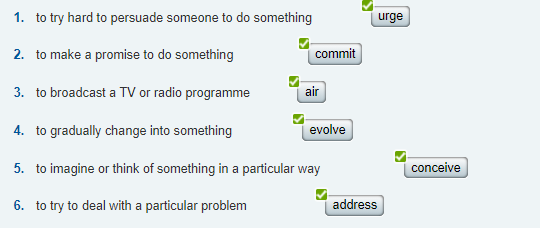 1. to try hard to persuade someone to do something urge
2. to make a promise to do something commit
3. to broadcast a TV or radio programme air
4. to gradually change into something evolve
5. to imagine or think of something in a particular way conceive
6. to try to deal with a particular problem address